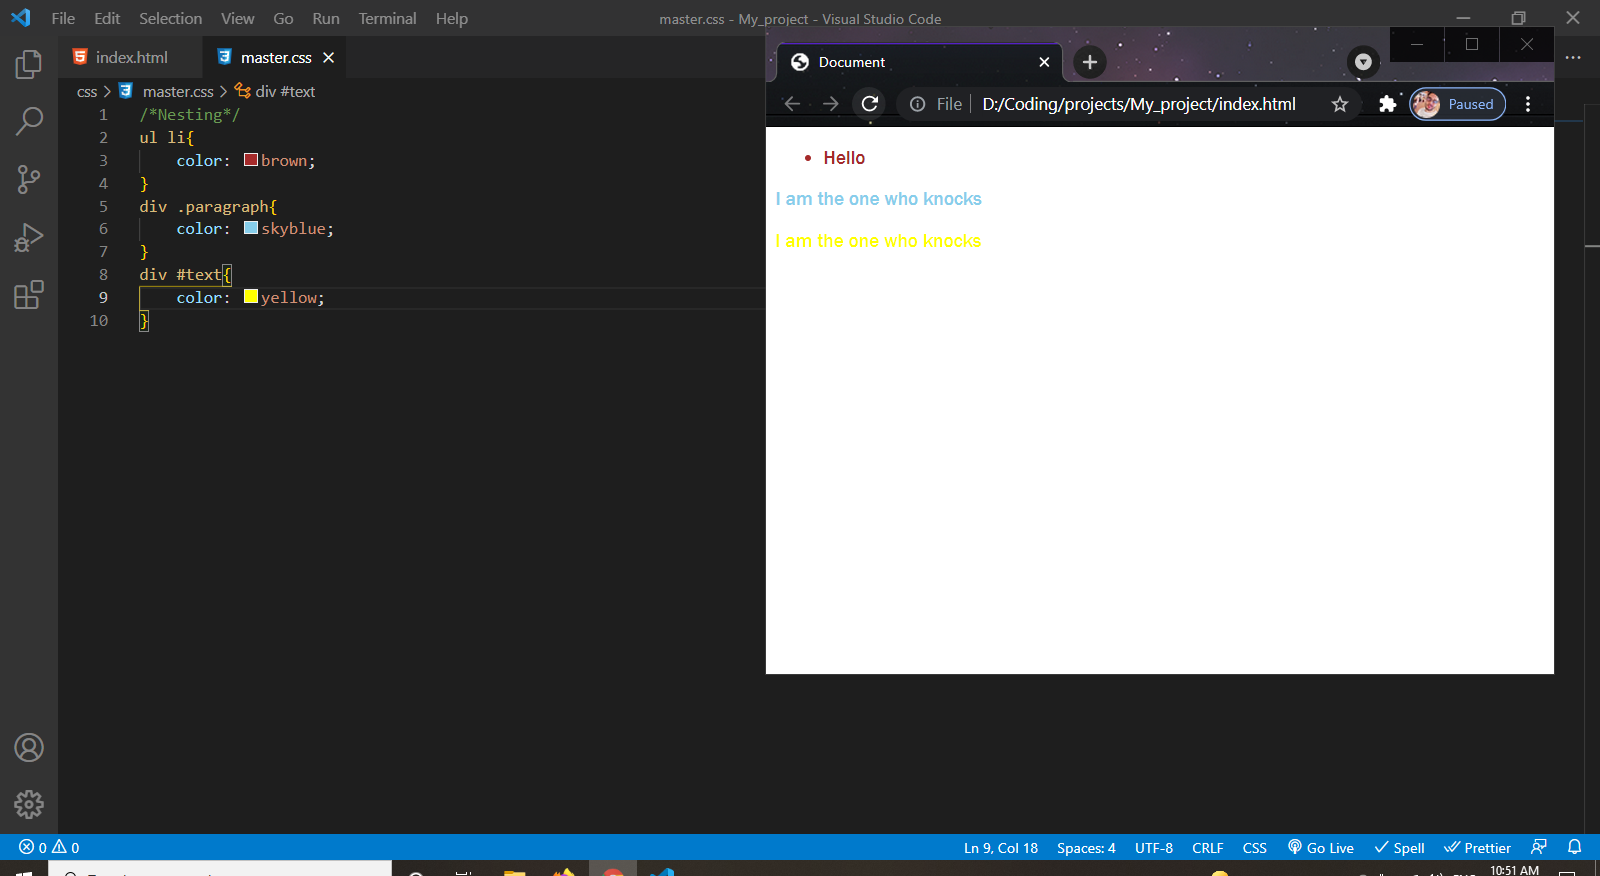 File Edit Selection View Go Run Terminal Help
master.css - My_project - Visual Studio Code
index.html
master.css
css > master.css > div #text
1 /*Nesting*/
2 ul li{
3 color: brown;
4 }
5 div .paragraph{
6 color: skyblue;
7 }
8 div #text{
9 color: yellow;
10 }
Document
File D:/Coding/projects/My_project/index.html Paused
• Hello
I am the one who knocks
I am the one who knocks
0 0 Ln 9, Col 18 Spaces: 4 UTF-8 CRLF CSS Go Live Spell Prettier
10:51 AM